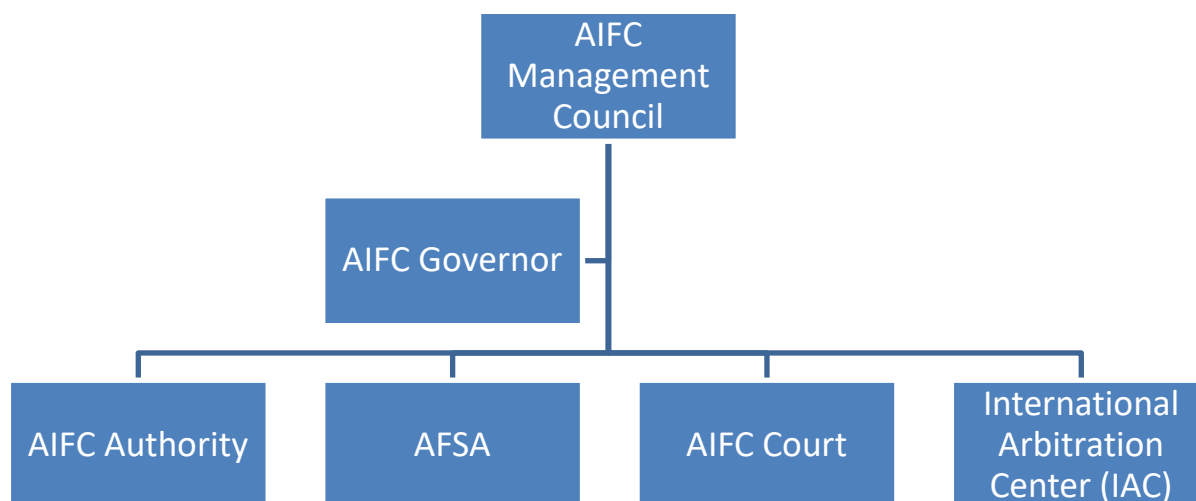 AIFC
Management
Council
AIFC Governor
AIFC Authority
AFSA
AIFC Court
International
Arbitration
Center (IAC)